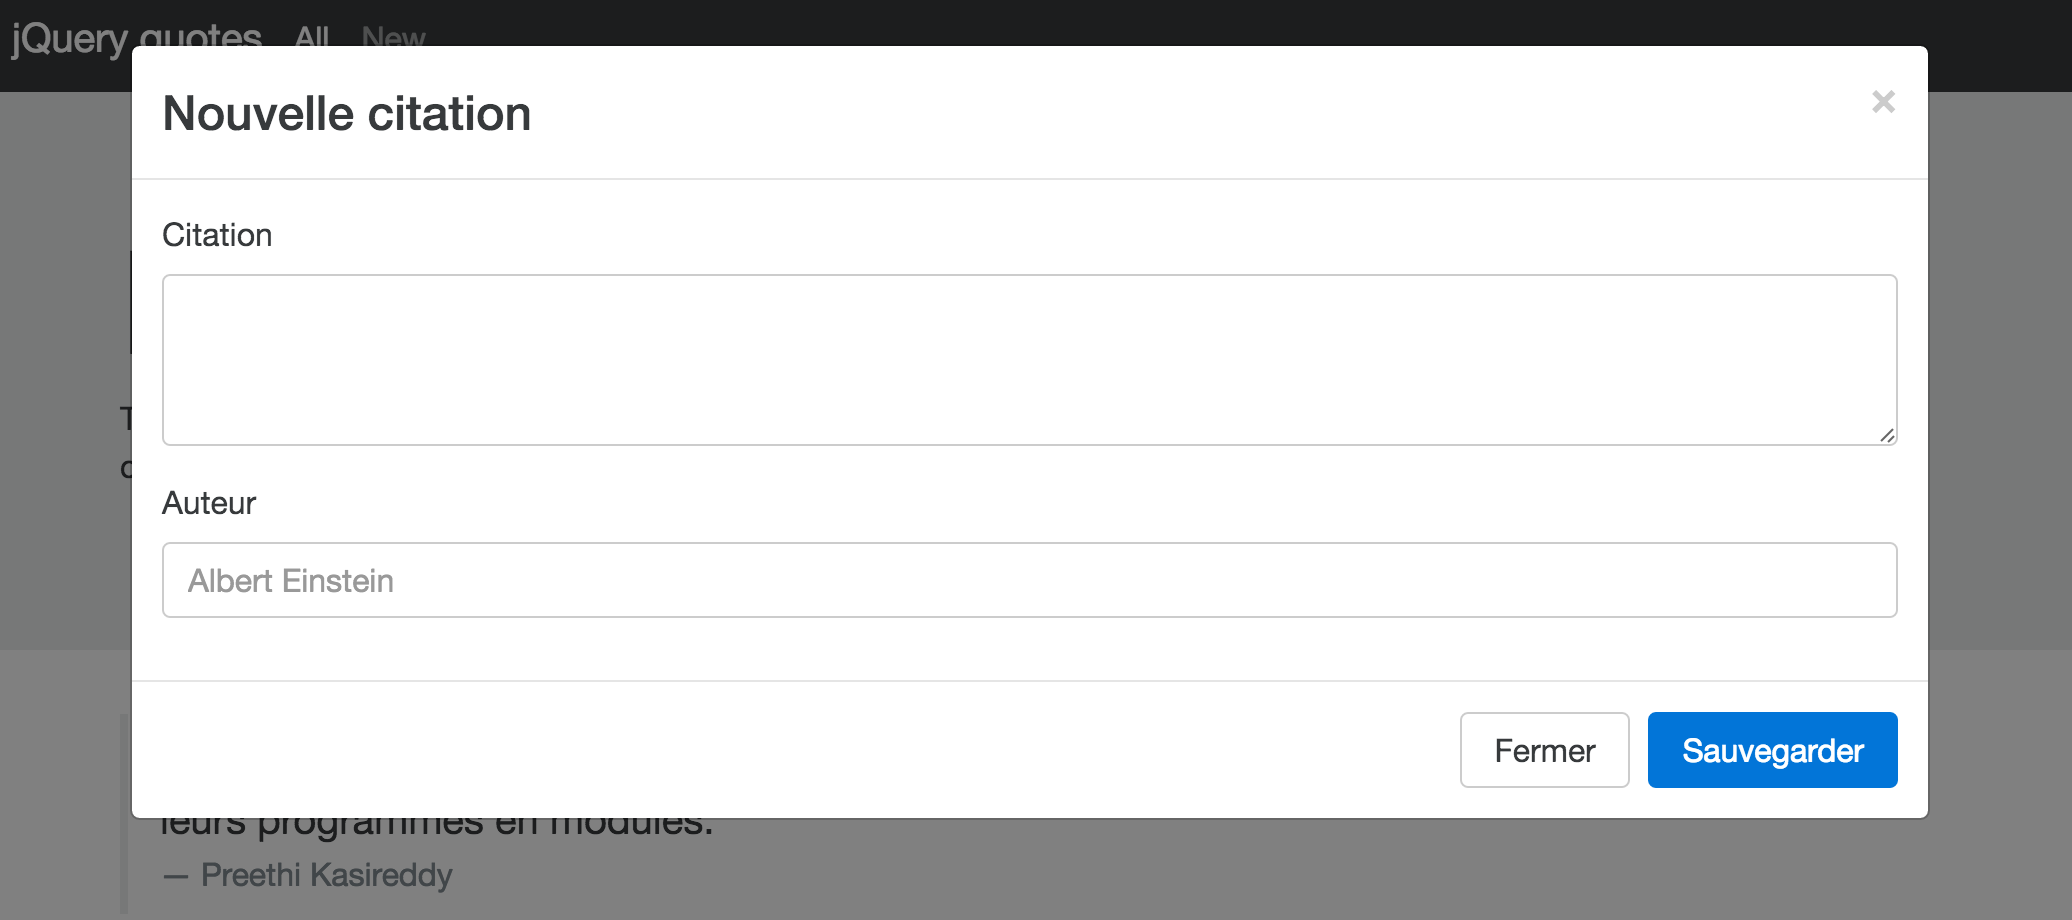 jQuery quotes All New
Nouvelle citation ×
Citation
Auteur
Albert Einstein
Fermer Sauvegarder
leurs programmes en modules.
— Preethi Kasireddy